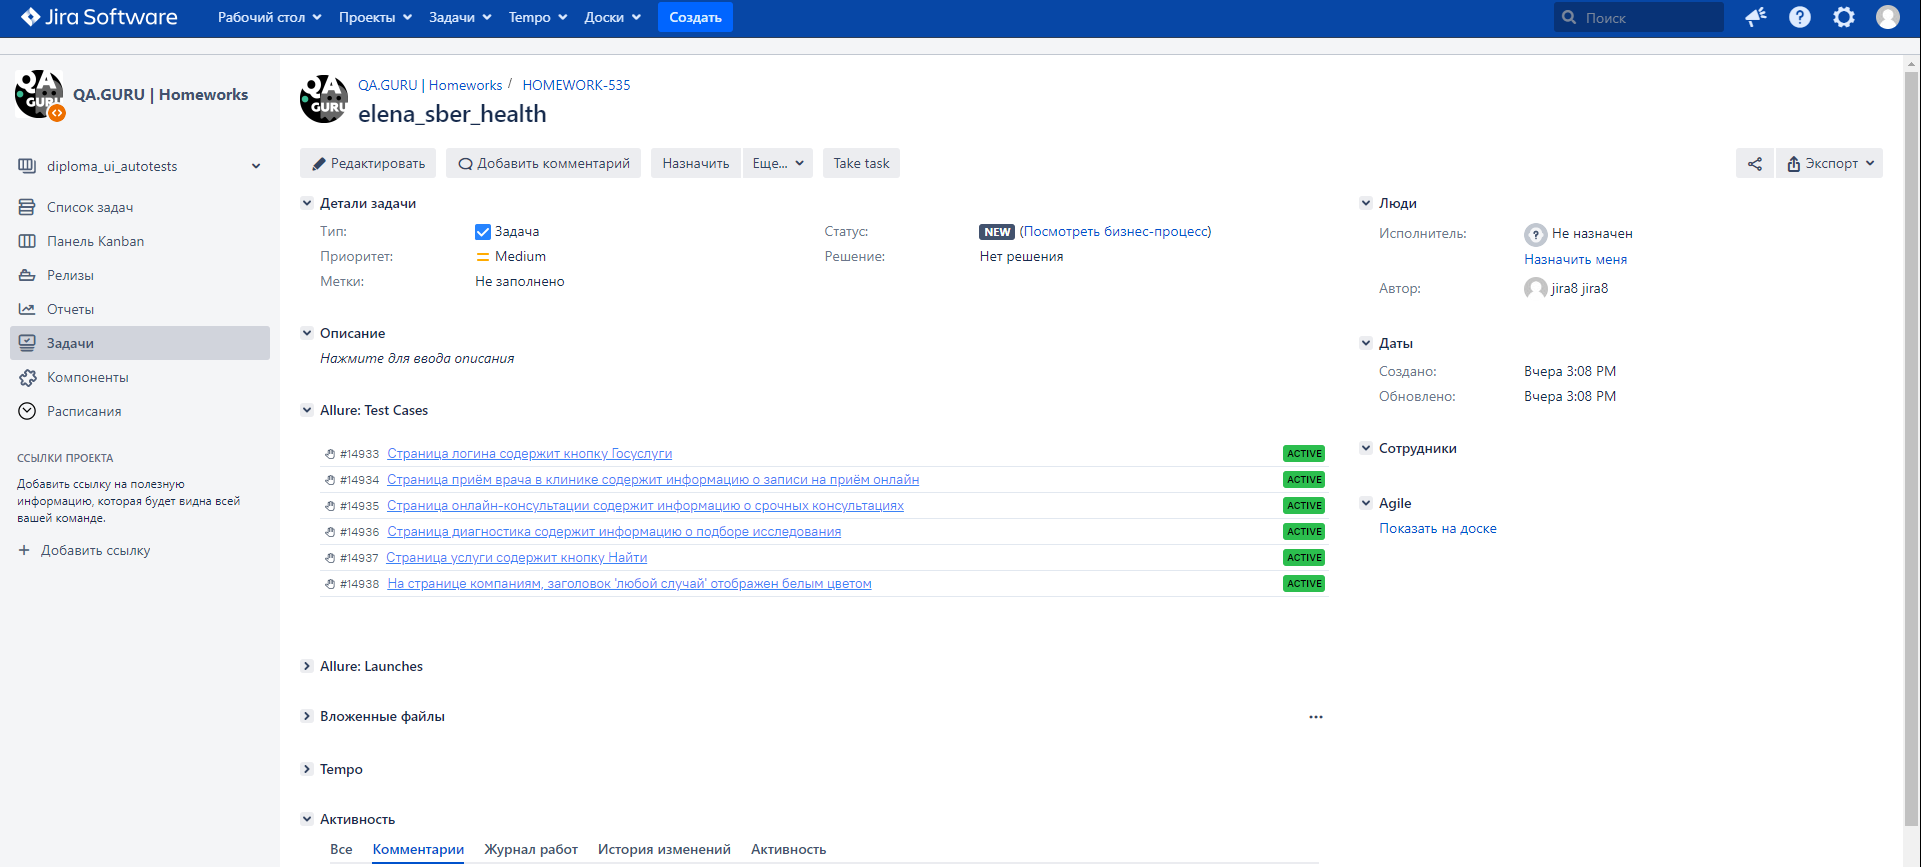 Jira Software
Рабочий стол Проекты Задачи Tempo Доски Создать Поиск
QA.GURU | Homeworks
diploma_ui_autotests
Список задач
Панель Kanban
Релизы
Отчеты
Задачи
Компоненты
Расписания
ССЫЛКИ ПРОЕКТА
Добавить ссылку на полезную
информацию, которая будет видна всей
вашей команде.
+ Добавить ссылку
QA.GURU | Homeworks / HOMEWORK-535
elena_sber_health
Редактировать Добавить комментарий Назначить Еще... Take task Экспорт
Детали задачи
Тип: Задача Статус: NEW (Посмотреть бизнес-процесс)
Приоритет: Medium Решение: Нет решения
Метки: Не заполнено
Описание
Нажмите для ввода описания
Allure: Test Cases
#14933 Страница логина содержит кнопку Госуслуги ACTIVE
#14934 Страница приём врача в клинике содержит информацию о записи на приём онлайн ACTIVE
#14935 Страница онлайн-консультации содержит информацию о срочных консультациях ACTIVE
#14936 Страница диагностика содержит информацию о подборе исследования ACTIVE
#14937 Страница услуги содержит кнопку Найти ACTIVE
#14938 На странице компаниям, заголовок 'любой случай' отображен белым цветом ACTIVE
Allure: Launches
Вложенные файлы ...
Tempo
Активность
Все Комментарии Журнал работ История изменений Активность
Люди
Исполнитель: Не назначен
Назначить меня
Автор: jira8 jira8
Даты
Создано: Вчера 3:08 PM
Обновлено: Вчера 3:08 PM
Сотрудники
Agile
Показать на доске
QA
GURU
QA
GURU